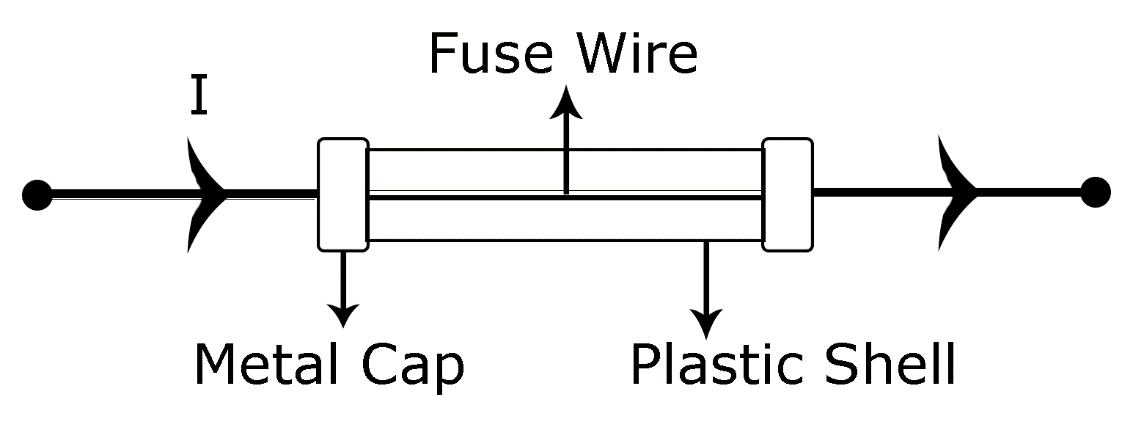 Fuse Wire
I
Metal Cap
Plastic Shell